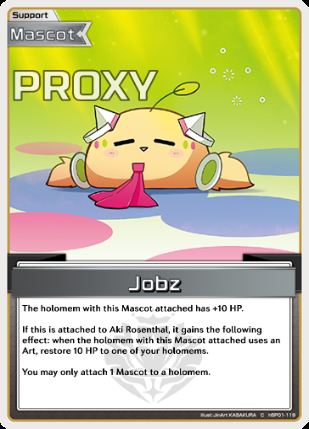 Support
Mascot
PROXY
Jobz
The holomem with this Mascot attached has +10 HP.
If this is attached to Aki Rosenthal, it gains the following
effect: when the holomem with this Mascot attached uses an
Art, restore 10 HP to one of your holomems.
You may only attach 1 Mascot to a holomem.
Illust:JinArt KABAKURA C hBP01-119